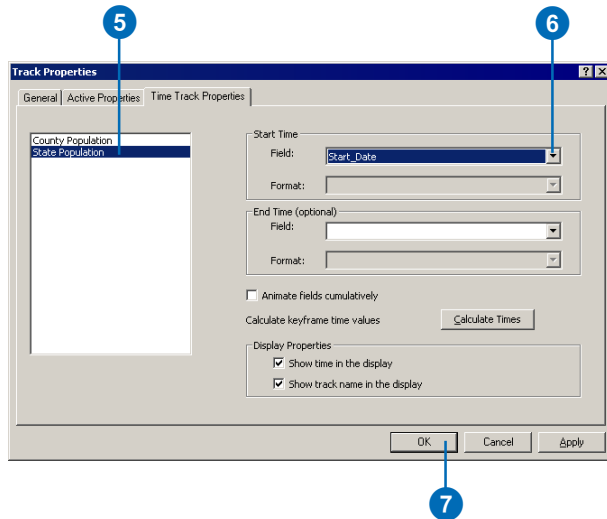 5 6
Track Properties ? X
General Active Properties Time Track Properties
County Population
State Population
Start Time
Field: Start_Date
Format:
End Time (optional)
Field:
Format:
Animate fields cumulatively
Calculate keyframe time values Calculate Times
Display Properties
Show time in the display
Show track name in the display
OK Cancel Apply
7